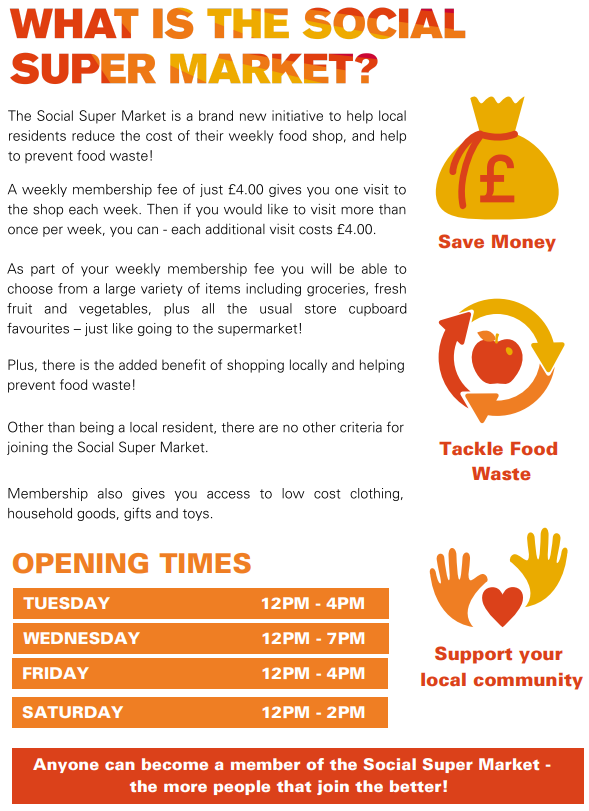 WHAT IS THE SOCIAL
SUPER MARKET?
The Social Super Market is a brand new initiative to help local
residents reduce the cost of their weekly food shop, and help
to prevent food waste!
A weekly membership fee of just £4.00 gives you one visit to
the shop each week. Then if you would like to visit more than
once per week, you can - each additional visit costs £4.00.
As part of your weekly membership fee you will be able to
choose from a large variety of items including groceries, fresh
fruit and vegetables, plus all the usual store cupboard
favourites – just like going to the supermarket!
Plus, there is the added benefit of shopping locally and helping
prevent food waste!
Other than being a local resident, there are no other criteria for
joining the Social Super Market.
Membership also gives you access to low cost clothing,
household goods, gifts and toys.
£
Save Money
Tackle Food
Waste
Support your
local community
OPENING TIMES
TUESDAY 12PM - 4PM
WEDNESDAY 12PM - 7PM
FRIDAY 12PM - 4PM
SATURDAY 12PM - 2PM
Anyone can become a member of the Social Super Market -
the more people that join the better!